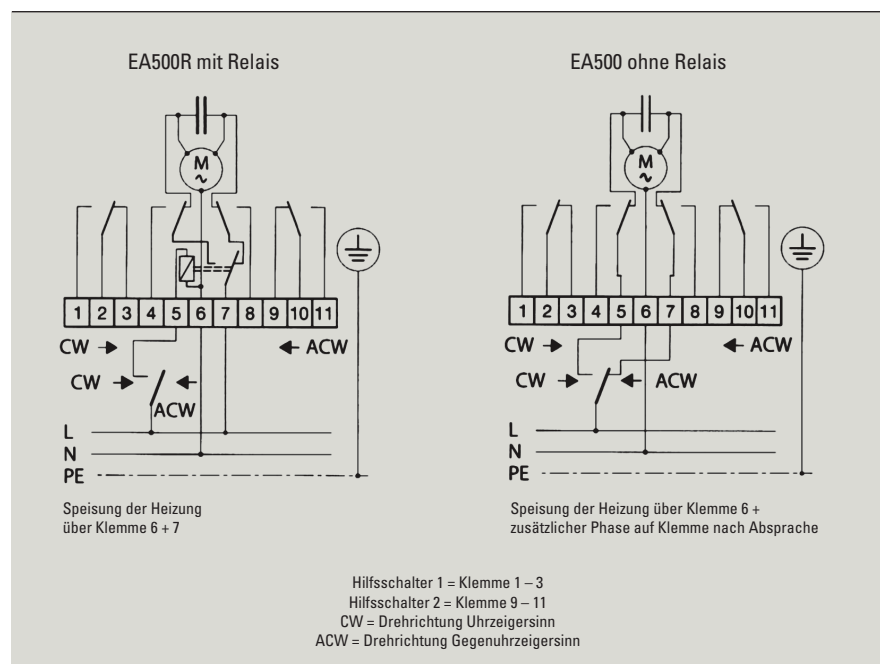 EA500R mit Relais
M
~
1 2 3 4 5 6 7 8 9 10 11
CW
ACW
CW
ACW
L
N
PE
Speisung der Heizung
über Klemme 6 + 7
EA500 ohne Relais
M
~
1 2 3 4 5 6 7 8 9 10 11
CW
ACW
CW
ACW
L
N
PE
Speisung der Heizung über Klemme 6 +
zusätzlicher Phase auf Klemme nach Absprache
Hilfsschalter 1 = Klemme 1 – 3
Hilfsschalter 2 = Klemme 9 – 11
CW = Drehrichtung Uhrzeigersinn
ACW = Drehrichtung Gegenuhrzeigersinn